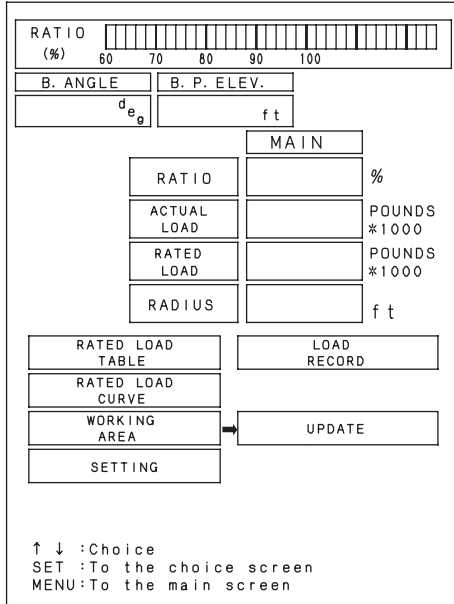 RATIO
(%)
60 70 80 90 100
B. ANGLE B. P. ELEV.
deg ft
MAIN
RATIO %
ACTUAL LOAD POUNDS *1000
RATED LOAD POUNDS *1000
RADIUS ft
RATED LOAD TABLE
LOAD RECORD
RATED LOAD CURVE
WORKING AREA ➡ UPDATE
SETTING
↑ ↓ :Choice
SET :To the choice screen
MENU:To the main screen